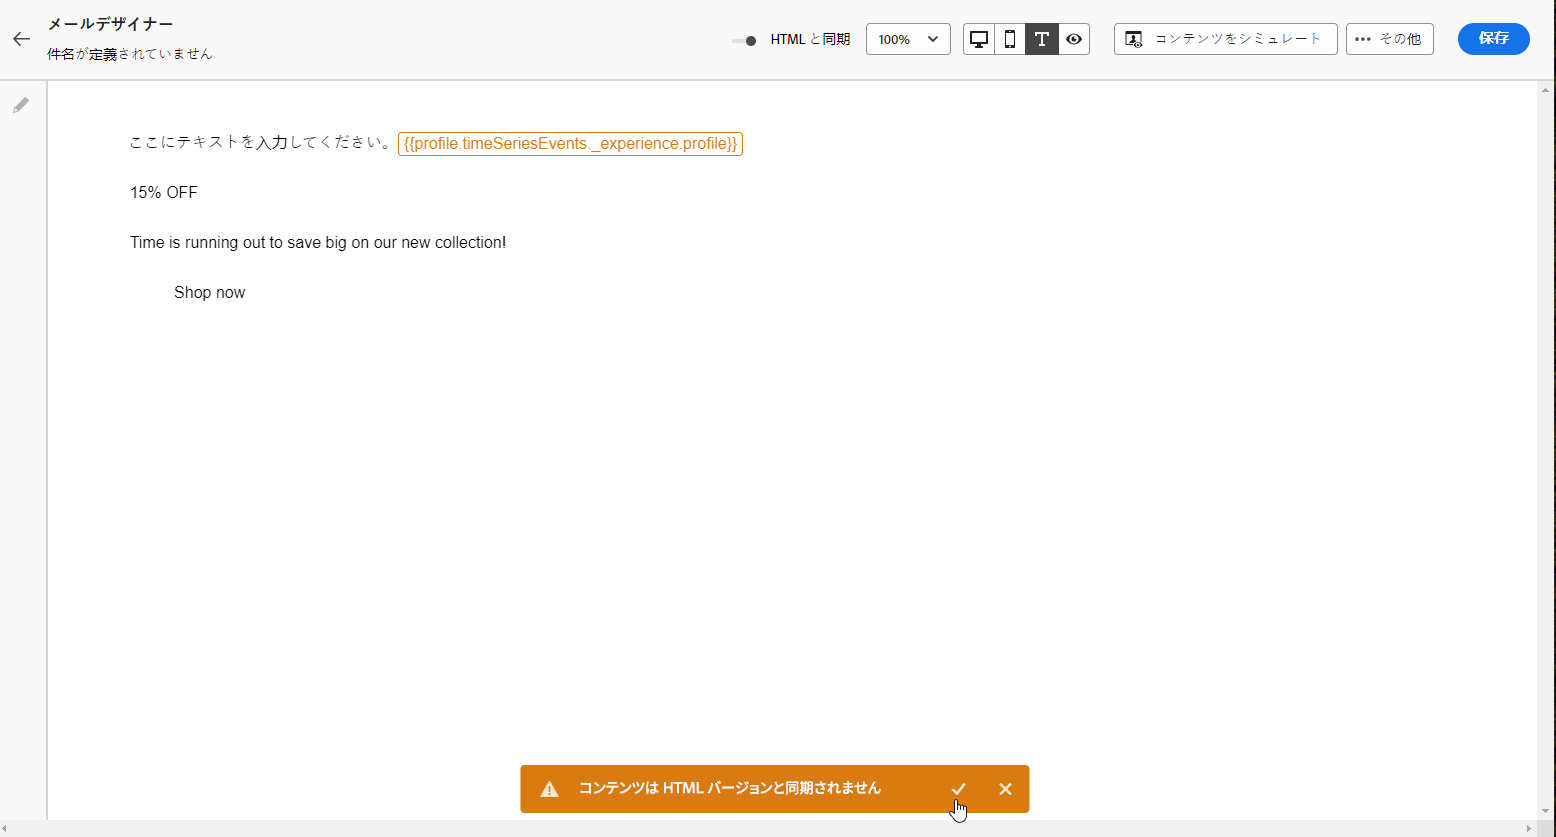 メールデザイナー
件名が定義されていません
HTML と同期
100%
コンテンツをシミュレート
その他
保存
ここにテキストを入力してください。 {{profile.timeSeriesEvents._experience.profile}}
15% OFF
Time is running out to save big on our new collection!
Shop now
コンテンツは HTML バージョンと同期されません